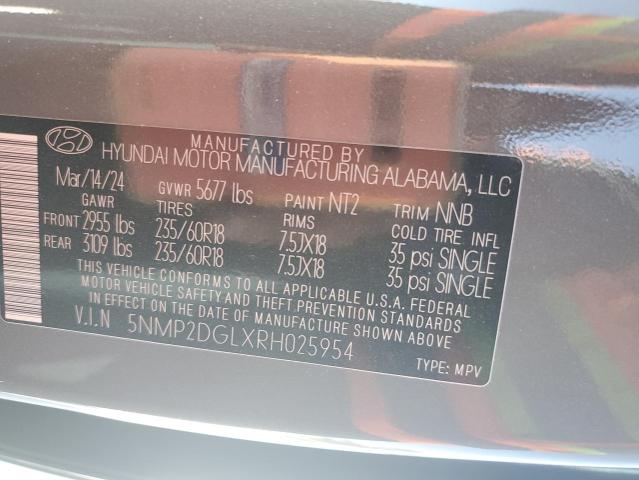 MANUFACTURED BY
HYUNDAI MOTOR MANUFACTURING ALABAMA, LLC
Mar/14/24 GVWR 5677 lbs PAINT NT2 TRIM NNB
GAWR TIRES RIMS COLD TIRE INFL
FRONT 2955 lbs 235/60R18 7.5JX18 35 psi SINGLE
REAR 3109 lbs 235/60R18 7.5JX18 35 psi SINGLE
THIS VEHICLE CONFORMS TO ALL APPLICABLE U.S.A. FEDERAL
MOTOR VEHICLE SAFETY AND THEFT PREVENTION STANDARDS
IN EFFECT ON THE DATE OF MANUFACTURE SHOWN ABOVE
V.I.N 5NMP2DGLXRH025954
TYPE: MPV